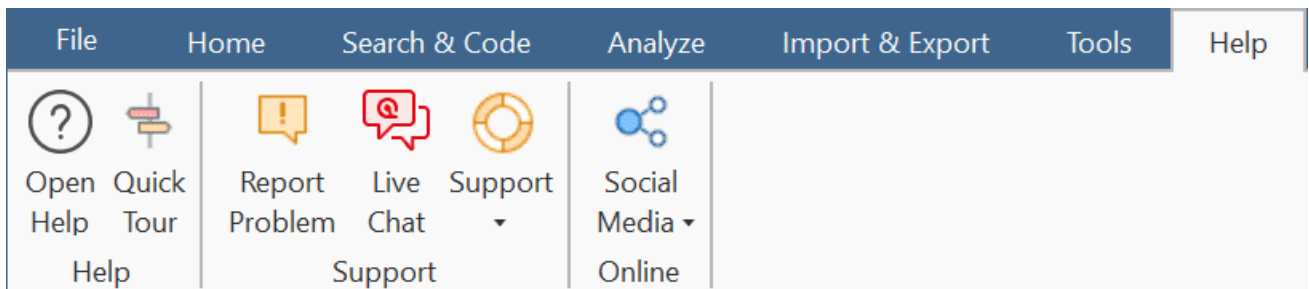 File Home Search & Code Analyze Import & Export Tools Help
Open Help
Quick Tour
Report Problem
Live Chat
Support
Social Media
Help Support Online